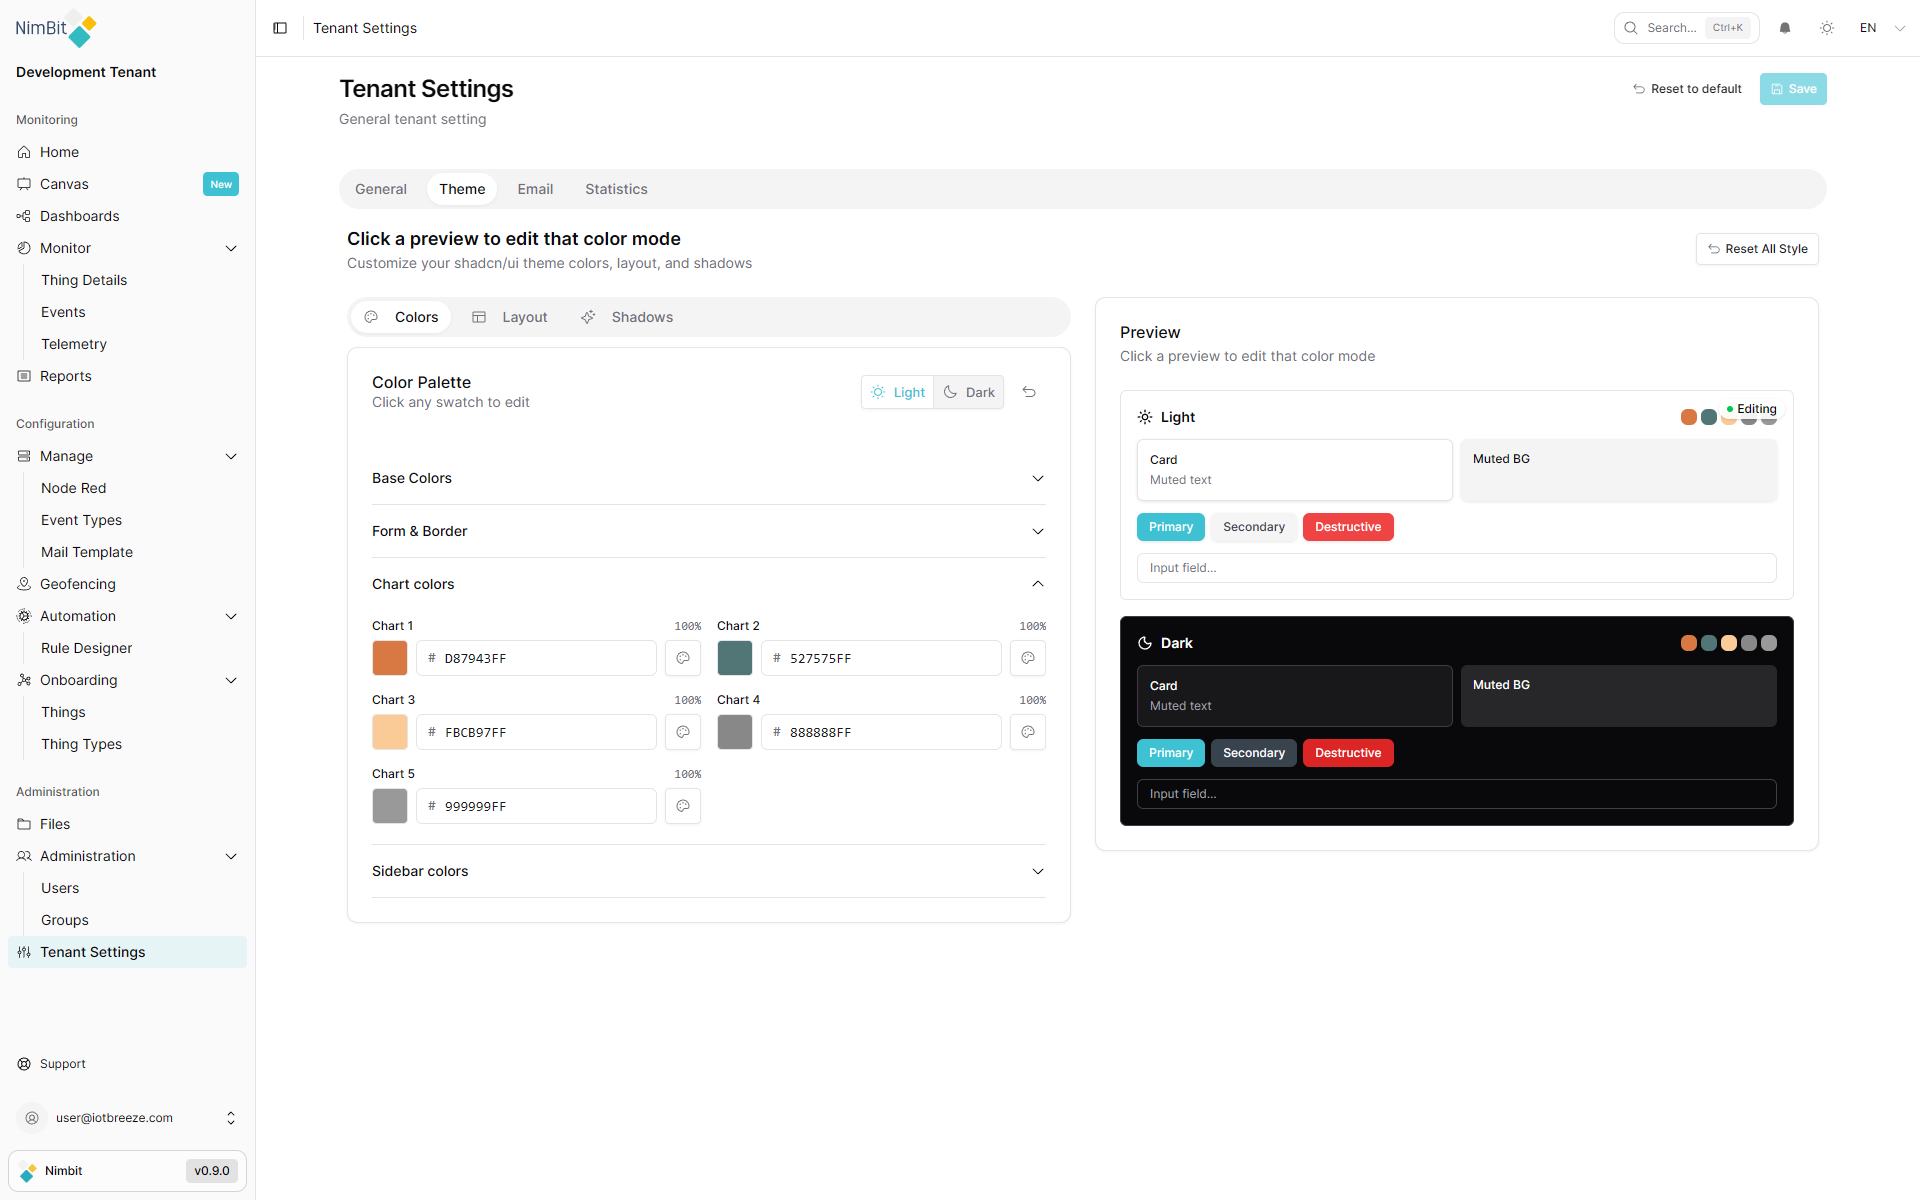 NimBit
Development Tenant
Monitoring
Home
Canvas
New
Dashboards
Monitor
Thing Details
Events
Telemetry
Reports
Configuration
Manage
Node Red
Event Types
Mail Template
Geofencing
Automation
Rule Designer
Onboarding
Things
Thing Types
Administration
Files
Administration
Users
Groups
Tenant Settings
Support
user@iotbreeze.com
Nimbit
v0.9.0
Tenant Settings
Search...
Ctrl+K
EN
Tenant Settings
General tenant setting
Reset to default
Save
General
Theme
Email
Statistics
Click a preview to edit that color mode
Customize your shadcn/ui theme colors, layout, and shadows
Reset All Style
Colors
Layout
Shadows
Color Palette
Click any swatch to edit
Light
Dark
Base Colors
Form & Border
Chart colors
Chart 1
100%
# D87943FF
Chart 2
100%
# 527575FF
Chart 3
100%
# FBCB97FF
Chart 4
100%
# 888888FF
Chart 5
100%
# 999999FF
Sidebar colors
Preview
Click a preview to edit that color mode
Light
Editing
Card
Muted text
Muted BG
Primary
Secondary
Destructive
Input field...
Dark
Card
Muted text
Muted BG
Primary
Secondary
Destructive
Input field...